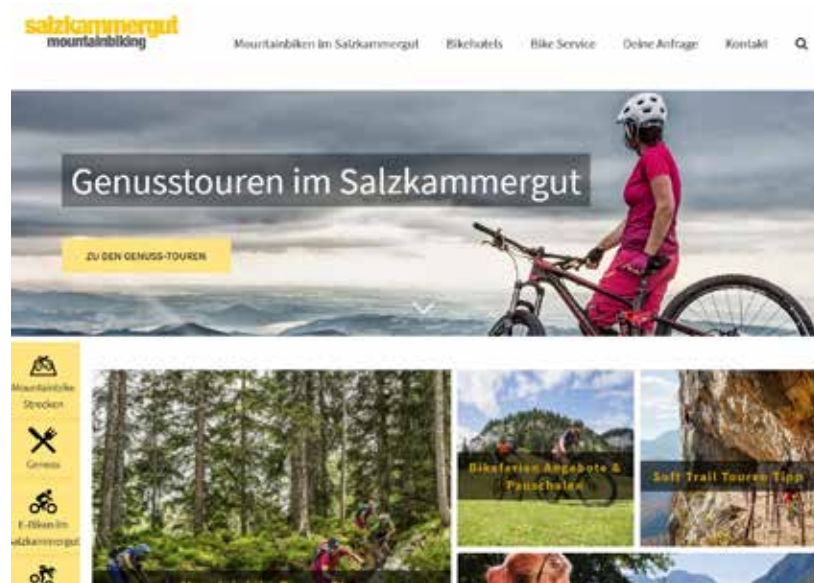 salzkammergut
mountainbiking
Mountainbiken im Salzkammergut
Bikehotels
Bike Service
Deine Anfrage
Kontakt
Genusstouren im Salzkammergut
ZU DEN GENUSS-TOUREN
Mountainbike
Strecken
Genuss
E-Biken im
Salzkammergut
Bikeferien Angebote &
Pauschalen
Soft Trail Touren Tipp